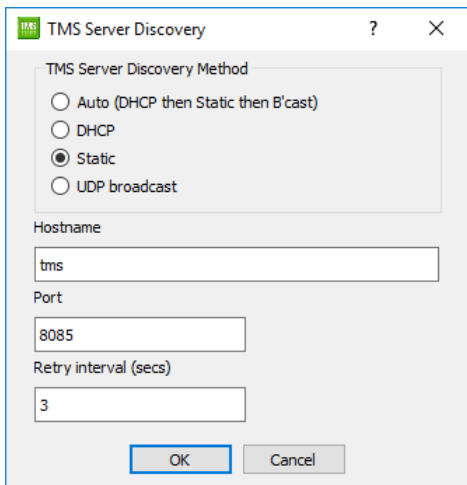 TMS Server Discovery
TMS Server Discovery Method
Auto (DHCP then Static then B'cast)
DHCP
Static
UDP broadcast
Hostname
tms
Port
8085
Retry interval (secs)
3
OK Cancel